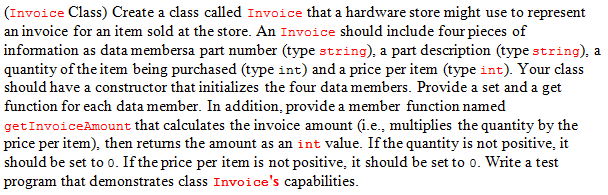 (Invoice Class) Create a class called Invoice that a hardware store might use to represent
an invoice for an item sold at the store. An Invoice should include four pieces of
information as data membersa part number (type string), a part description (type string), a
quantity of the item being purchased (type int) and a price per item (type int). Your class
should have a constructor that initializes the four data members. Provide a set and a get
function for each data member. In addition, provide a member function named
getInvoiceAmount that calculates the invoice amount (i.e., multiplies the quantity by the
price per item), then returns the amount as an int value. If the quantity is not positive, it
should be set to 0. If the price per item is not positive, it should be set to 0. Write a test
program that demonstrates class Invoice's capabilities.